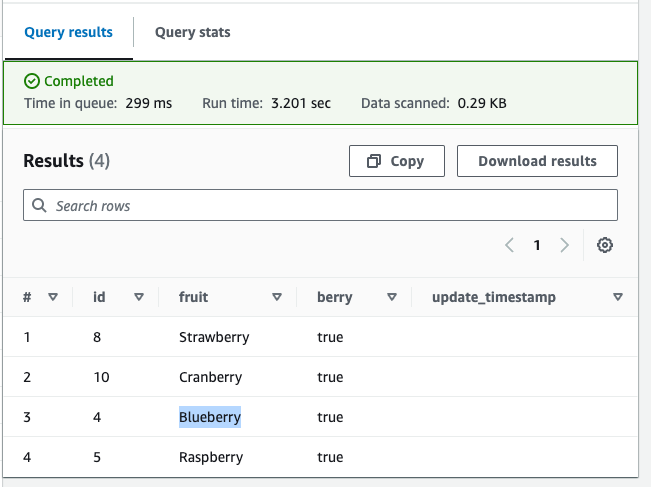 Query results Query stats
Completed
Time in queue: 299 ms Run time: 3.201 sec Data scanned: 0.29 KB
Results (4) Copy Download results
Search rows
1
# id fruit berry update_timestamp
1 8 Strawberry true
2 10 Cranberry true
3 4 Blueberry true
4 5 Raspberry true